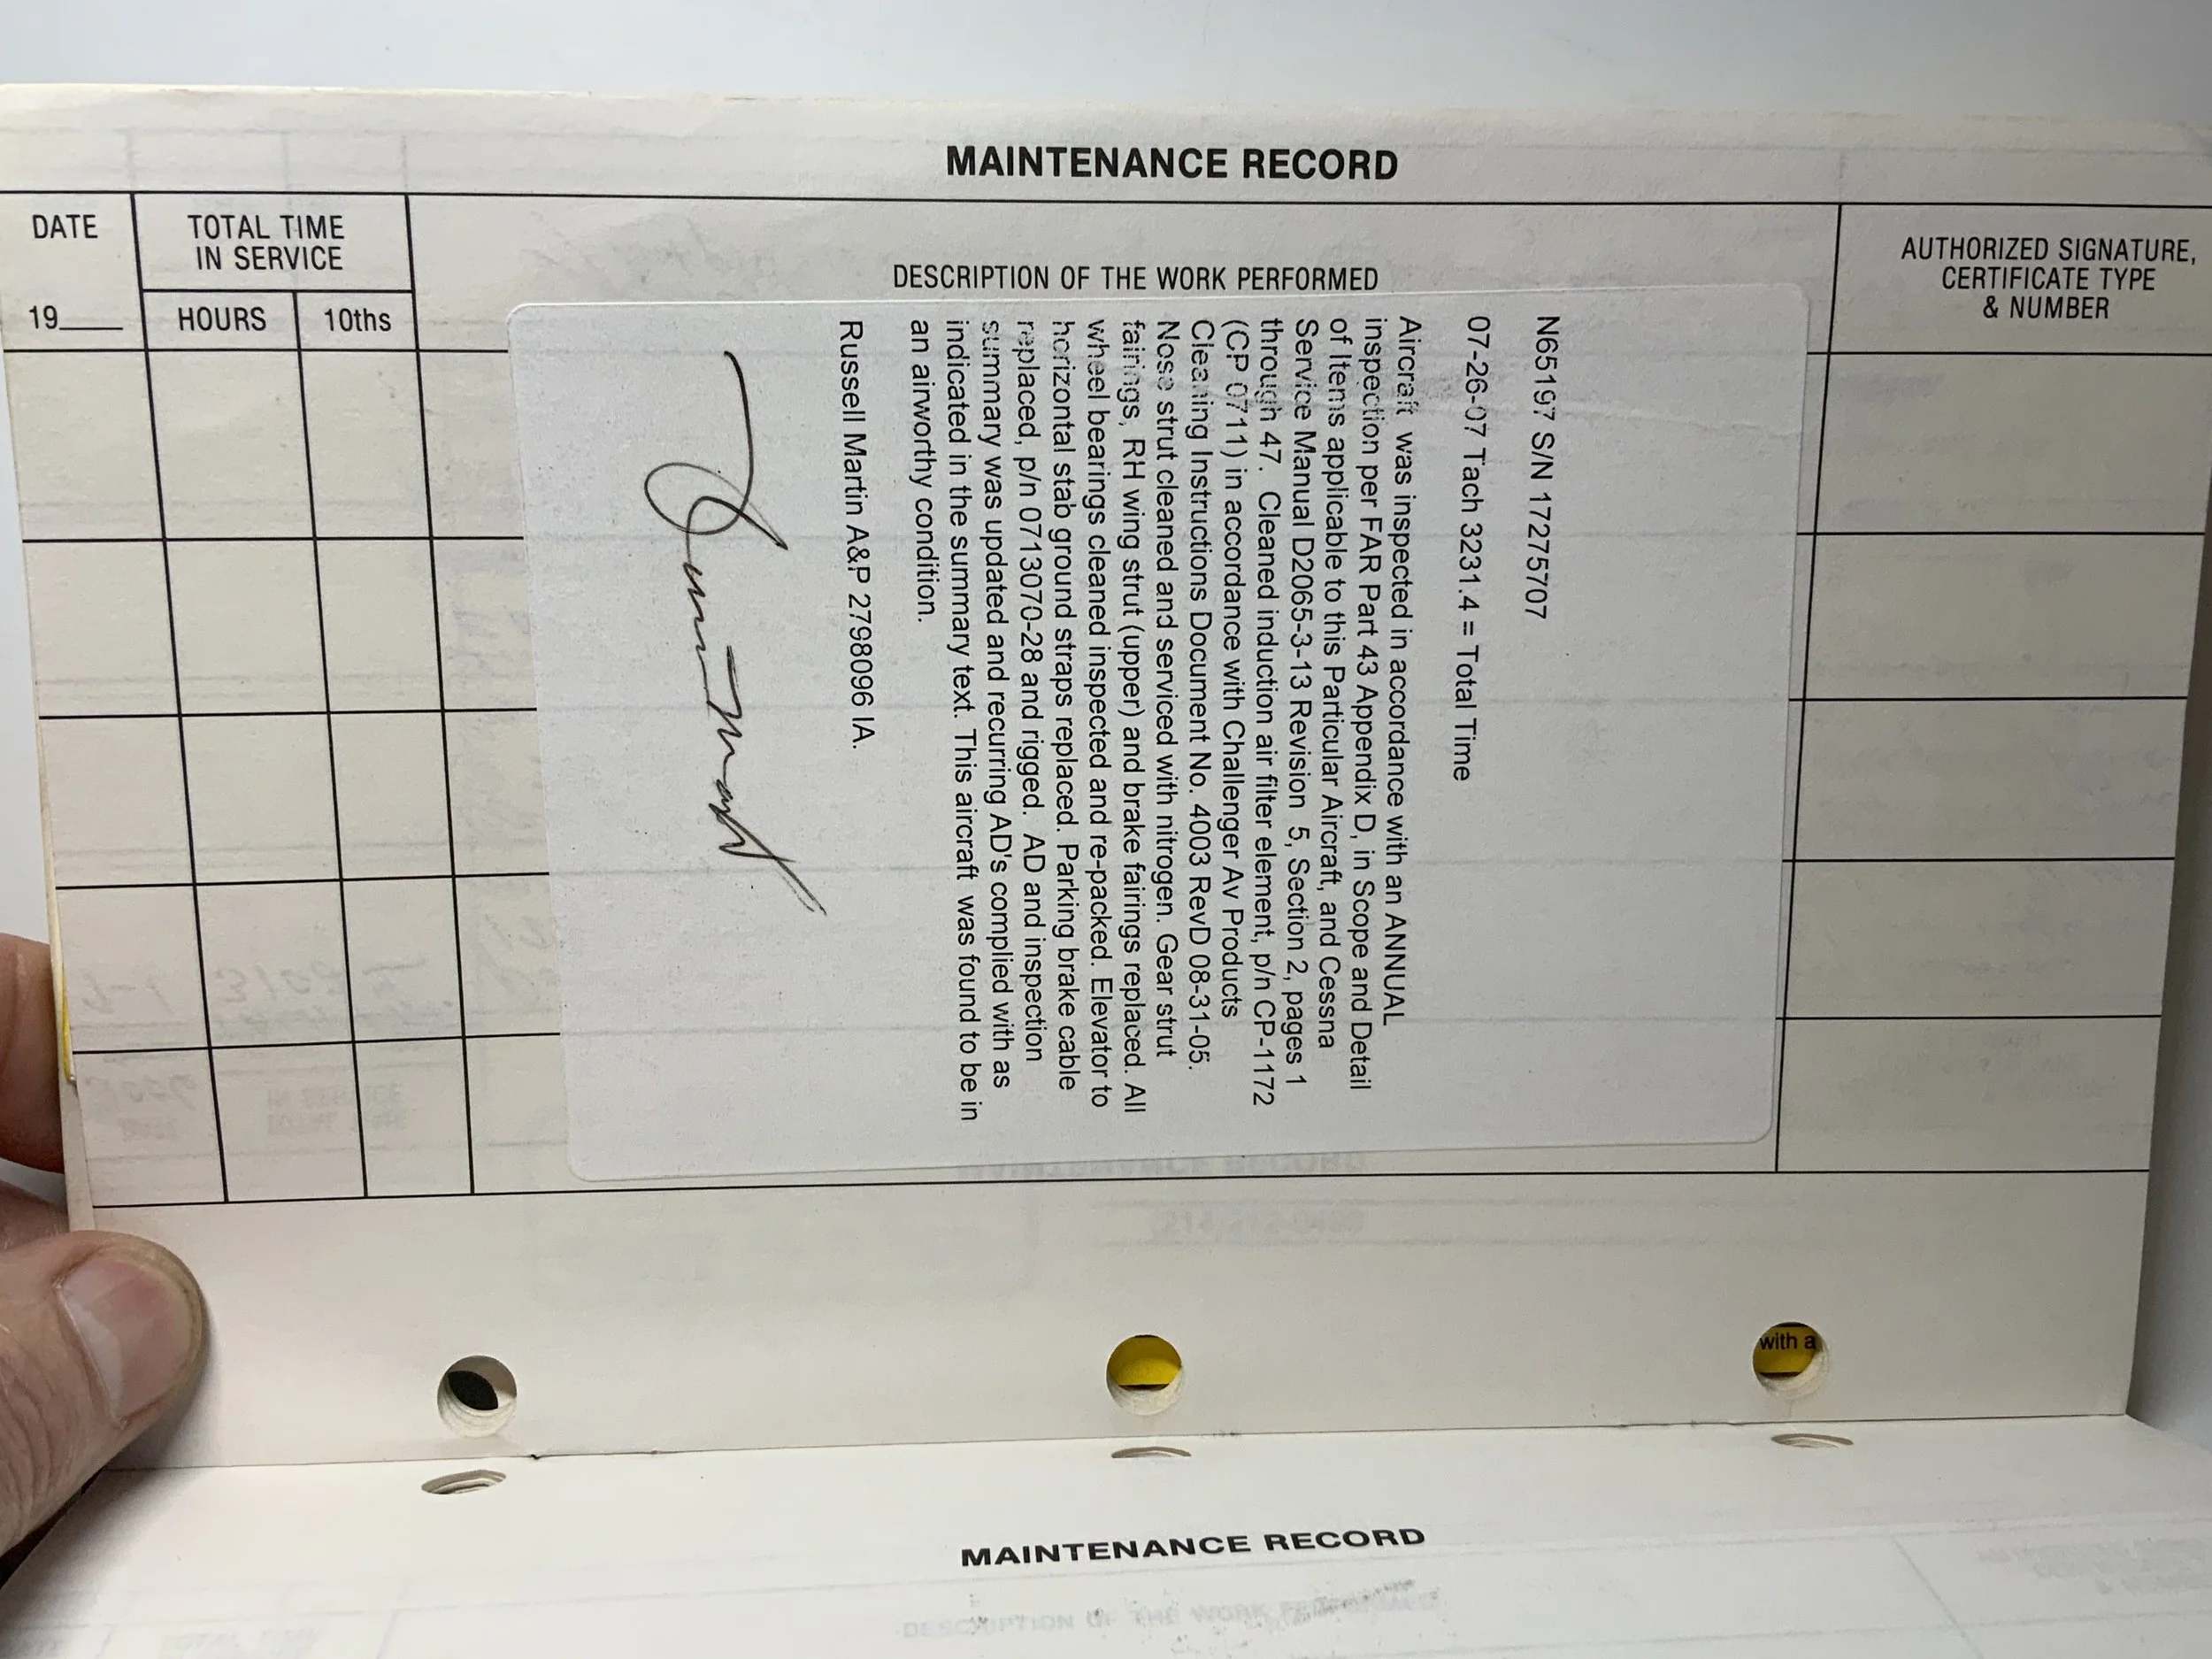 MAINTENANCE RECORD
DATE
19____
TOTAL TIME
IN SERVICE
HOURS
10ths
DESCRIPTION OF THE WORK PERFORMED
AUTHORIZED SIGNATURE,
CERTIFICATE TYPE
& NUMBER
N65197 S/N 17275707
07-26-07 Tach 3231.4 = Total Time
Aircraft was inspected in accordance with an ANNUAL
inspection per FAR Part 43 Appendix D, in Scope and Detail
of Items applicable to this Particular Aircraft, and Cessna
Service Manual D2065-3-13 Revision 5, Section 2, pages 1
through 47. Cleaned induction air filter element, p/n CP-1172
(CP 0711) in accordance with Challenger Av Products
Cleaning Instructions Document No. 4003 RevD 08-31-05.
Nose strut cleaned and serviced with nitrogen. Gear strut
fairings, RH wing strut (upper) and brake fairings replaced. All
wheel bearings cleaned inspected and re-packed. Elevator to
horizontal stab ground straps replaced. Parking brake cable
replaced, p/n 0713070-28 and rigged. AD and inspection
summary was updated and recurring AD's complied with as
indicated in the summary text. This aircraft was found to be in
an airworthy condition.
Russell Martin A&P 2798096 IA.
with a
MAINTENANCE RECORD
DESCRIPTION OF THE WORK PERFORMED